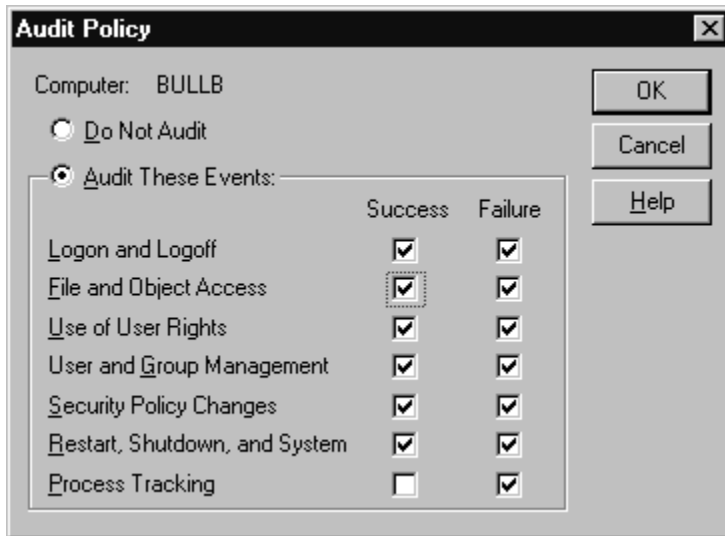 Audit Policy
Computer: BULLB
Do Not Audit
Audit These Events:
Success Failure
Logon and Logoff
File and Object Access
Use of User Rights
User and Group Management
Security Policy Changes
Restart, Shutdown, and System
Process Tracking
OK
Cancel
Help